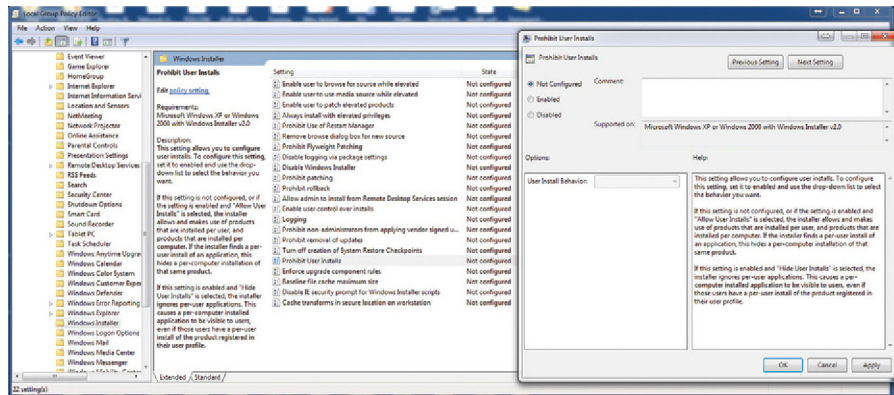 Local Group Policy Editor
File Action View Help
Event Viewer
Game Explorer
HomeGroup
Internet Explorer
Internet Information Servi
Location and Sensors
NetMeeting
Network Projector
Online Assistance
Parental Controls
Presentation Settings
Remote Desktop Services
RSS Feeds
Search
Security Center
Shutdown Options
Smart Card
Sound Recorder
Tablet PC
Task Scheduler
Windows Anytime Upgra
Windows Calendar
Windows Color System
Windows Customer Exper
Windows Defender
Windows Error Reporting
Windows Explorer
Windows Installer
Windows Logon Options
Windows Mail
Windows Media Center
Windows Messenger
Windows Mobility Center
22 setting(s)
Windows Installer
Prohibit User Installs
Edit policy setting.
Requirements:
Microsoft Windows XP or Windows
2000 with Windows Installer v2.0
Description:
This setting allows you to configure
user installs. To configure this setting,
set it to enabled and use the drop-
down list to select the behavior you
want.
If this setting is not configured, or if
the setting is enabled and "Allow User
Installs" is selected, the installer
allows and makes use of products
that are installed per user, and
products that are installed per
computer. If the installer finds a per-
user install of an application, this
hides a per-computer installation of
that same product.
If this setting is enabled and "Hide
User Installs" is selected, the installer
ignores per-user applications. This
causes a per-computer installed
application to be visible to users,
even if those users have a per-user
install of the product registered in
their user profile.
Setting State
Enable user to browse for source while elevated Not configured
Enable user to use media source while elevated Not configured
Enable user to patch elevated products Not configured
Always install with elevated privileges Not configured
Prohibit Use of Restart Manager Not configured
Remove browse dialog box for new source Not configured
Prohibit Flyweight Patching Not configured
Disable logging via package settings Not configured
Disable Windows Installer Not configured
Prohibit patching Not configured
Prohibit rollback Not configured
Allow admin to install from Remote Desktop Services session Not configured
Enable user control over installs Not configured
Logging Not configured
Prohibit non-administrators from applying vendor signed u... Not configured
Prohibit removal of updates Not configured
Turn off creation of System Restore Checkpoints Not configured
Prohibit User Installs Not configured
Enforce upgrade component rules Not configured
Baseline file cache maximum size Not configured
Disable IE security prompt for Windows Installer scripts Not configured
Cache transforms in secure location on workstation Not configured
Extended Standard
Prohibit User Installs
Prohibit User Installs
Previous Setting Next Setting
Not Configured Comment:
Enabled
Disabled
Supported on: Microsoft Windows XP or Windows 2000 with Windows Installer v2.0
Options: Help:
User Install Behavior:
This setting allows you to configure user installs. To configure
this setting, set it to enabled and use the drop-down list to select
the behavior you want.
If this setting is not configured, or if the setting is enabled and
"Allow User Installs" is selected, the installer allows and makes
use of products that are installed per user, and products that are
installed per computer. If the installer finds a per-user install of
an application, this hides a per-computer installation of that
same product.
If this setting is enabled and "Hide User Installs" is selected, the
installer ignores per-user applications. This causes a per-
computer installed application to be visible to users, even if
those users have a per-user install of the product registered in
their user profile.
OK Cancel Apply